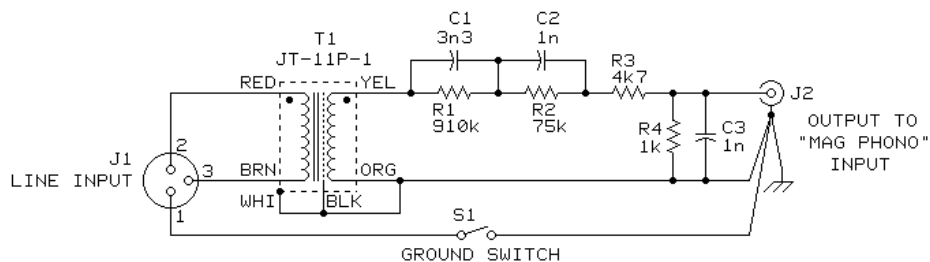 C1
3n3
C2
1n
T1
JT-11P-1
RED
YEL
R3
4k7
R1
910k
R2
75k
R4
1k
C3
1n
J2
OUTPUT TO
"MAG PHONO"
INPUT
J1
LINE INPUT
2
3
1
BRN
ORG
WHI
BLK
S1
GROUND SWITCH